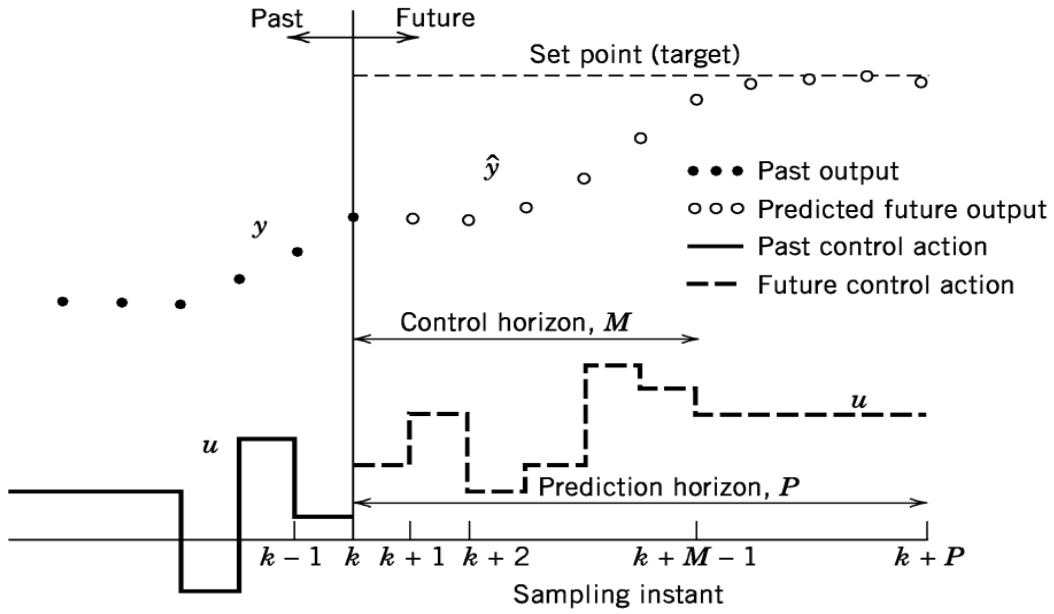 Past
Future
Set point (target)
ŷ
Past output
y
Predicted future output
Past control action
Future control action
Control horizon, M
u
u
Prediction horizon, P
k − 1
k
k + 1
k + 2
k + M − 1
k + P
Sampling instant